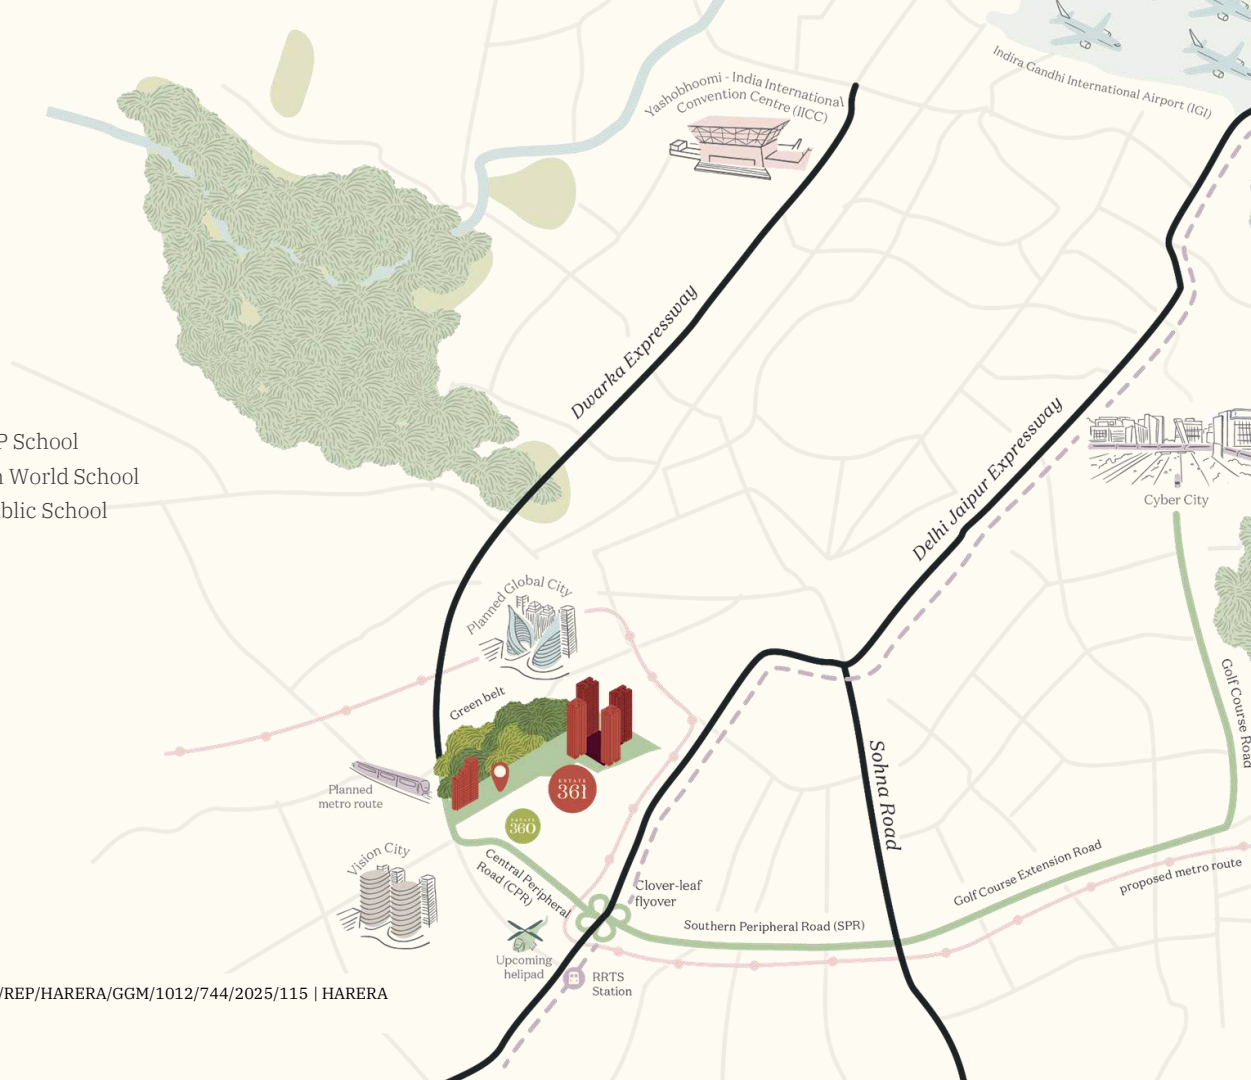 Yashobhoomi - India International
Convention Centre (IICC)
Indira Gandhi International Airport (IGI)
Dwarka Expressway
Delhi Jaipur Expressway
P School
World School
blic School
Cyber City
Planned Global City
Green belt
Golf Course Road
Planned
metro route
ESTATE
361
ESTATE
360
Sohna Road
Vision City
Central Peripheral
Road (CPR)
Clover-leaf
flyover
Golf Course Extension Road
proposed metro route
Southern Peripheral Road (SPR)
Upcoming
helipad
RRTS
Station
/REP/HARERA/GGM/1012/744/2025/115 | HARERA